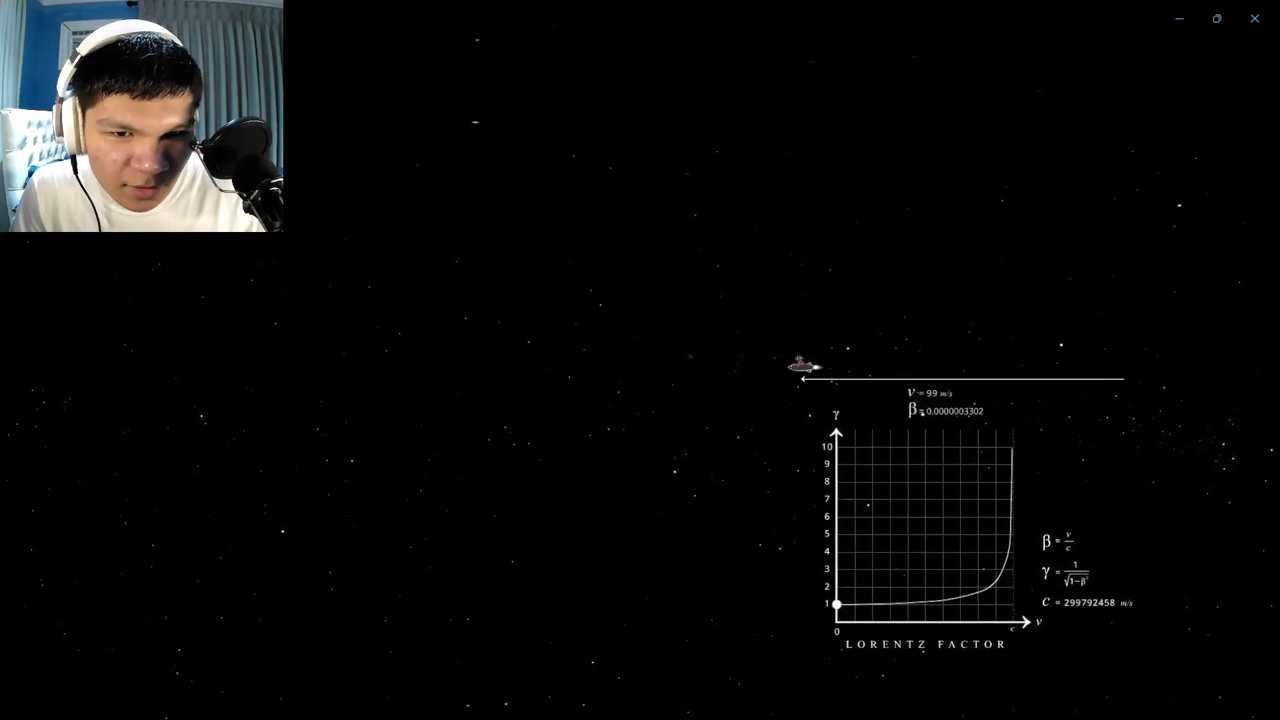 v = 99 m/s
β = 0.0000003302
γ
10
9
8
7
6
5
4
3
2
1
0
c
v
LORENTZ FACTOR
β = v/c
γ = 1/√1-β²
c = 299792458 m/s